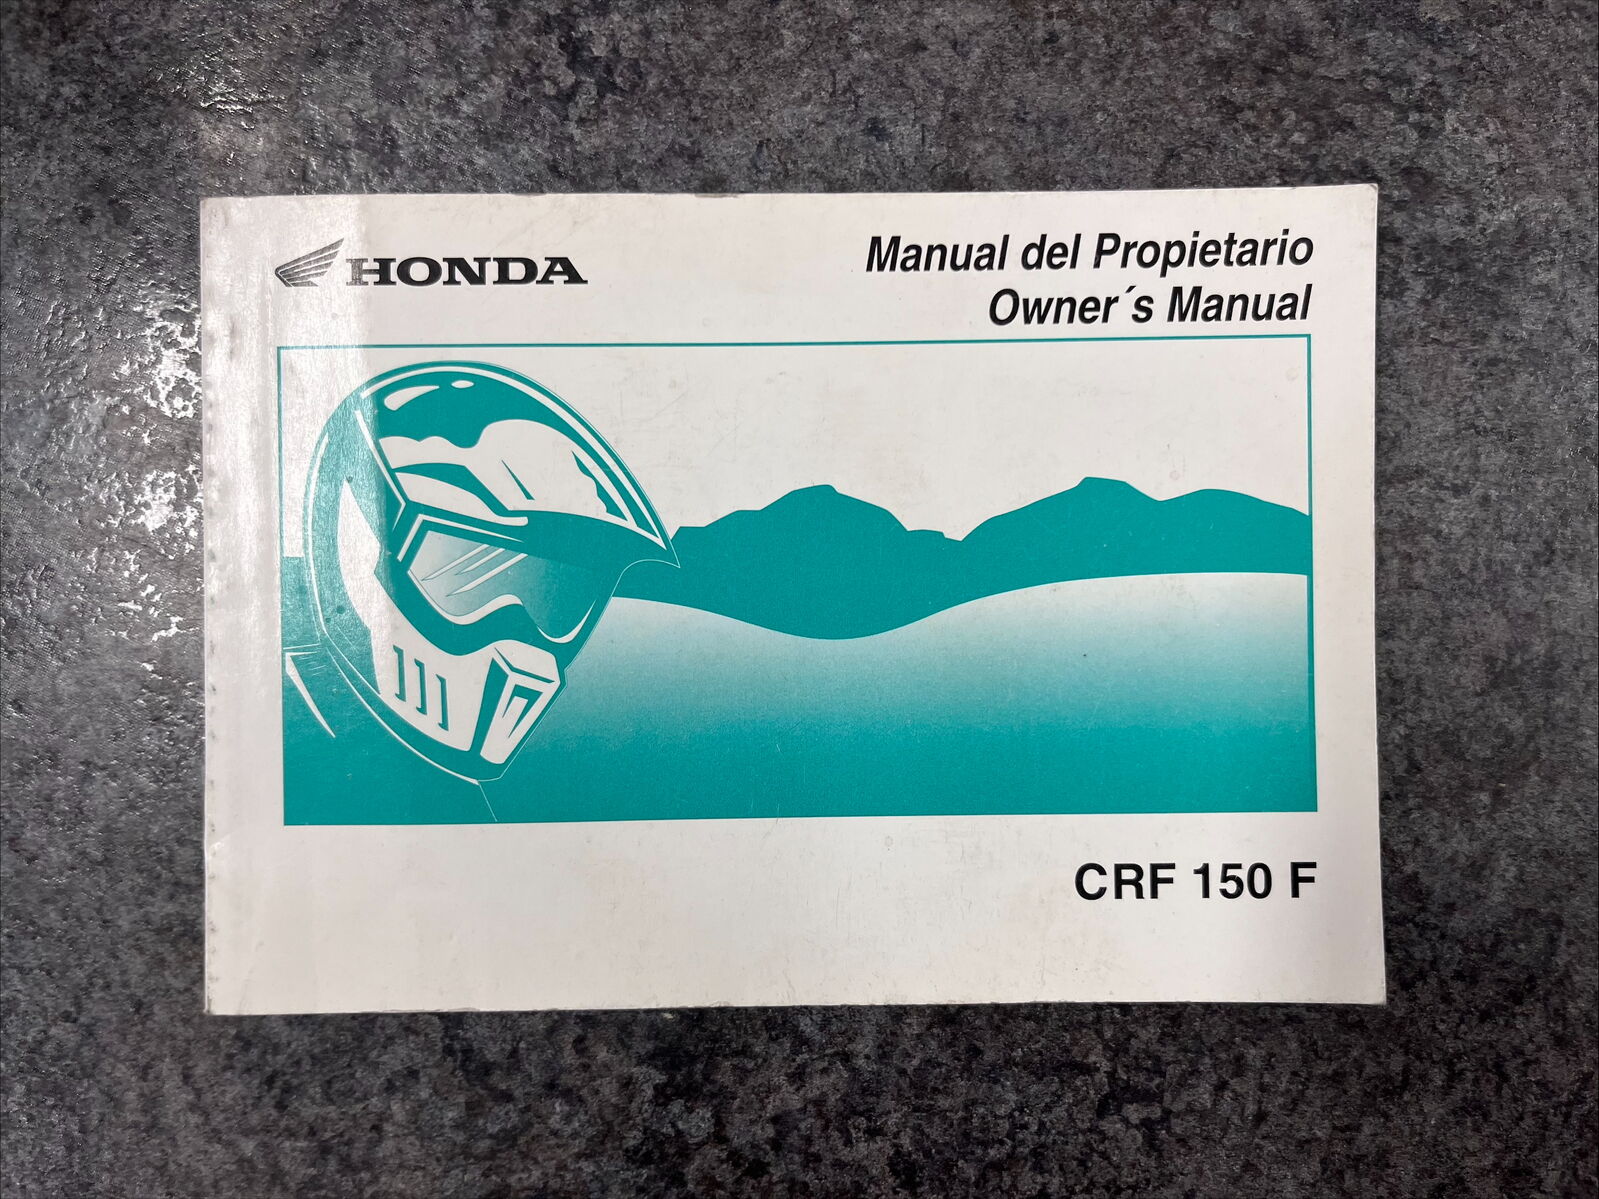 HONDA
Manual del Propietario
Owner´s Manual
CRF 150 F